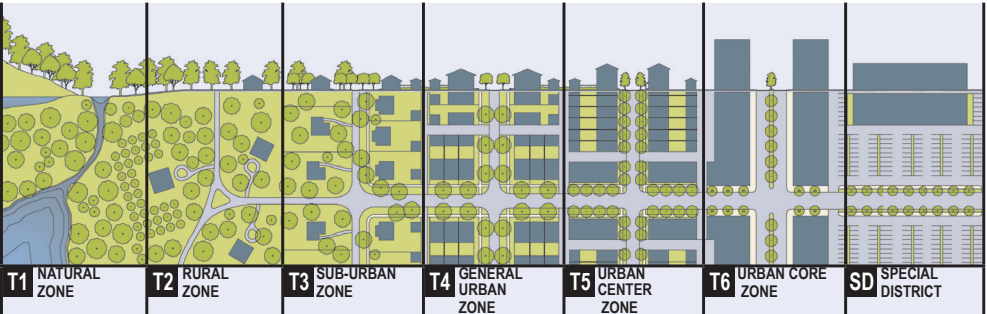 T1 NATURAL
ZONE
T2 RURAL
ZONE
T3 SUB-URBAN
ZONE
T4 GENERAL
URBAN
ZONE
T5 URBAN
CENTER
ZONE
T6 URBAN CORE
ZONE
SD SPECIAL
DISTRICT